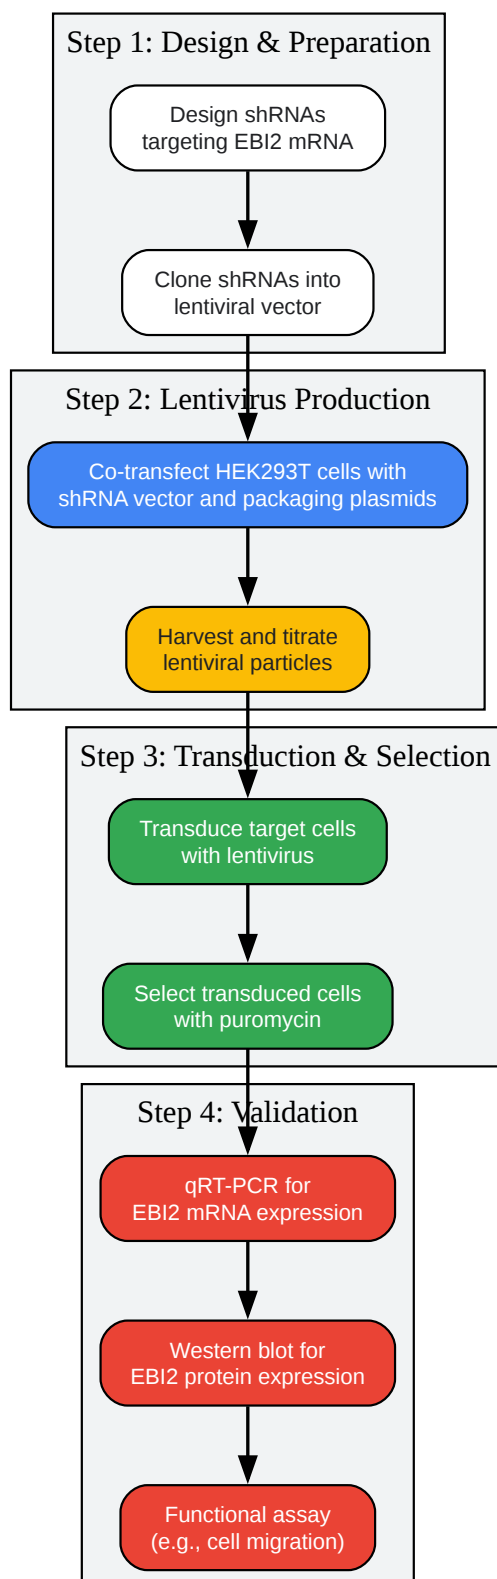 Step 1: Design & Preparation
Design shRNAs
targeting EBI2 mRNA
Clone shRNAs into
lentiviral vector
Step 2: Lentivirus Production
Co-transfect HEK293T cells with
shRNA vector and packaging plasmids
Harvest and titrate
lentiviral particles
Step 3: Transduction & Selection
Transduce target cells
with lentivirus
Select transduced cells
with puromycin
Step 4: Validation
qRT-PCR for
EBI2 mRNA expression
Western blot for
EBI2 protein expression
Functional assay
(e.g., cell migration)